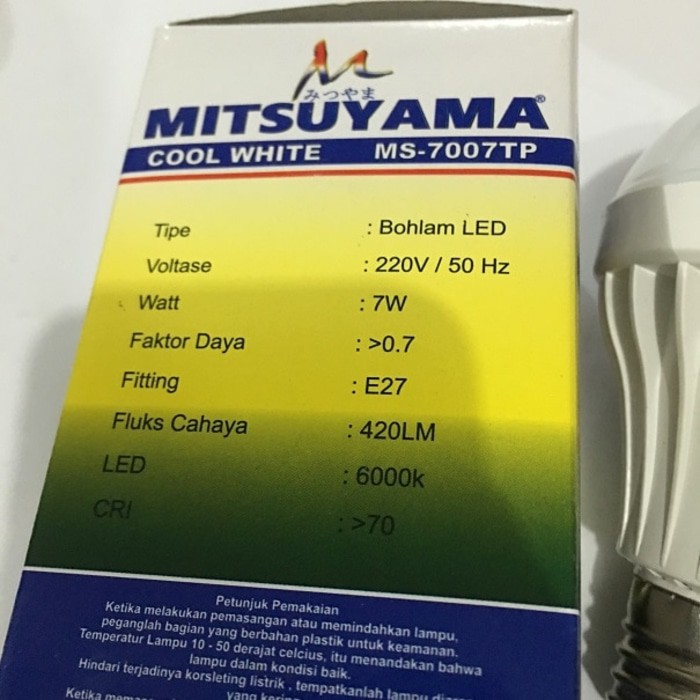 みつやま
MITSUYAMA®
COOL WHITE MS-7007TP
Tipe : Bohlam LED
Voltase : 220V / 50 Hz
Watt : 7W
Faktor Daya : >0.7
Fitting : E27
Fluks Cahaya : 420LM
LED : 6000k
CRI : >70
Petunjuk Pemakaian
Ketika melakukan pemasangan atau memindahkan lampu,
peganglah bagian yang berbahan plastik untuk keamanan.
Temperatur Lampu 10 - 50 derajat celcius, itu menandakan bahwa
lampu dalam kondisi baik.
Hindari terjadinya korsleting listrik , tempatkanlah lampu
yang kering
Ketika